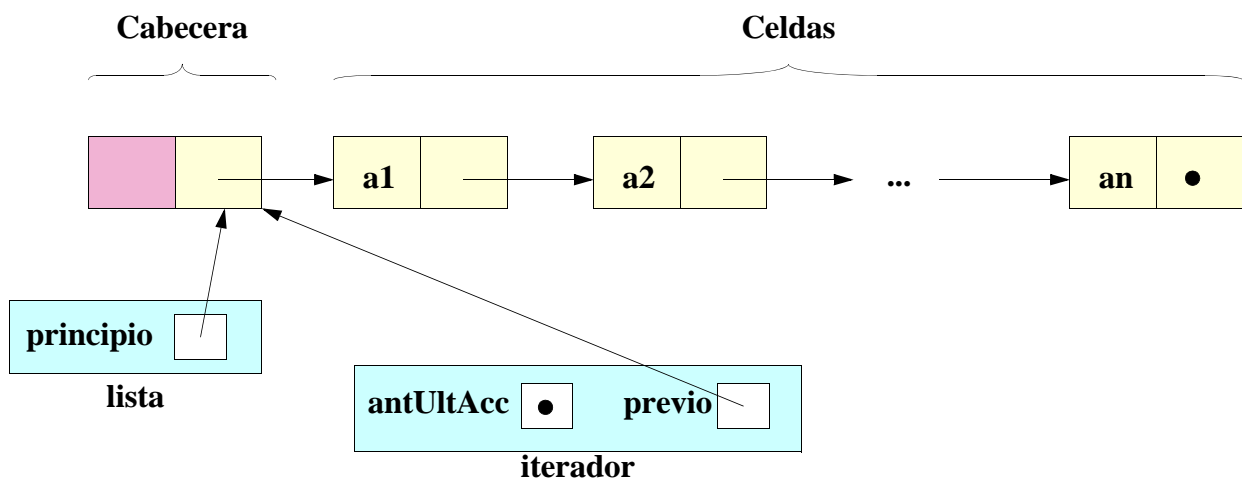 Cabecera Celdas
a1 a2 ... an
principio
lista
antUltAcc previo
iterador